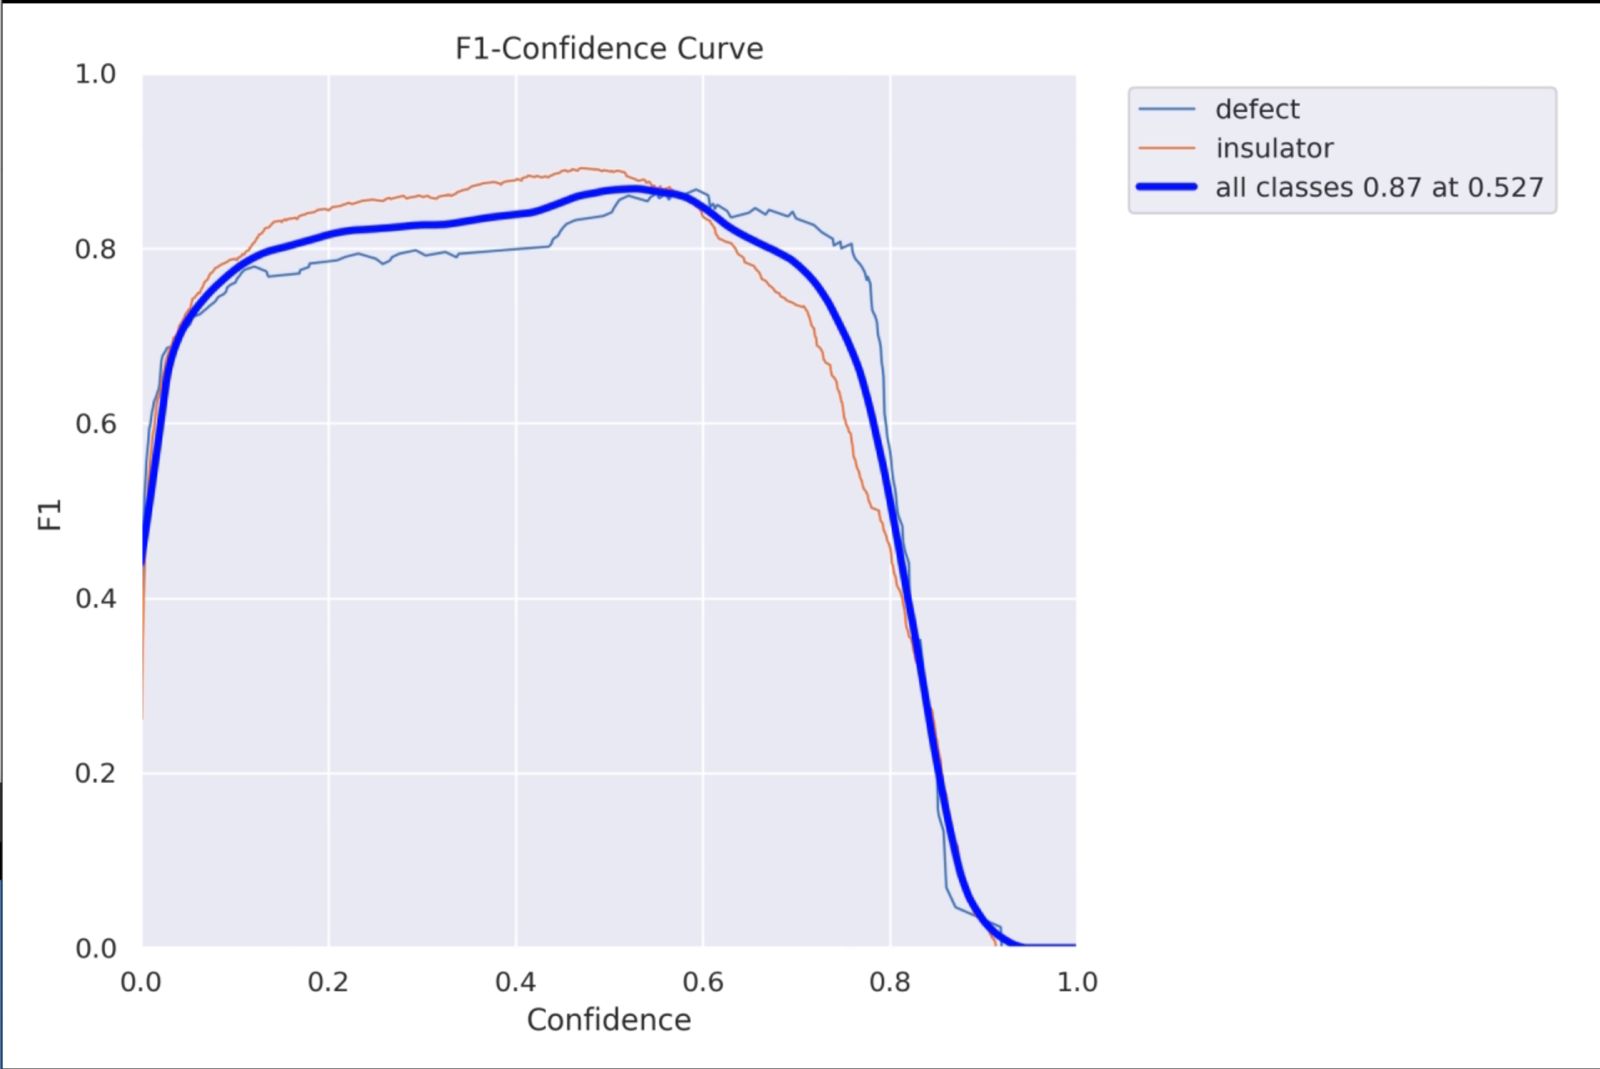 F1-Confidence Curve
defect
insulator
all classes 0.87 at 0.527
1.0
0.8
0.6
0.4
0.2
0.0
F1
0.0 0.2 0.4 0.6 0.8 1.0
Confidence